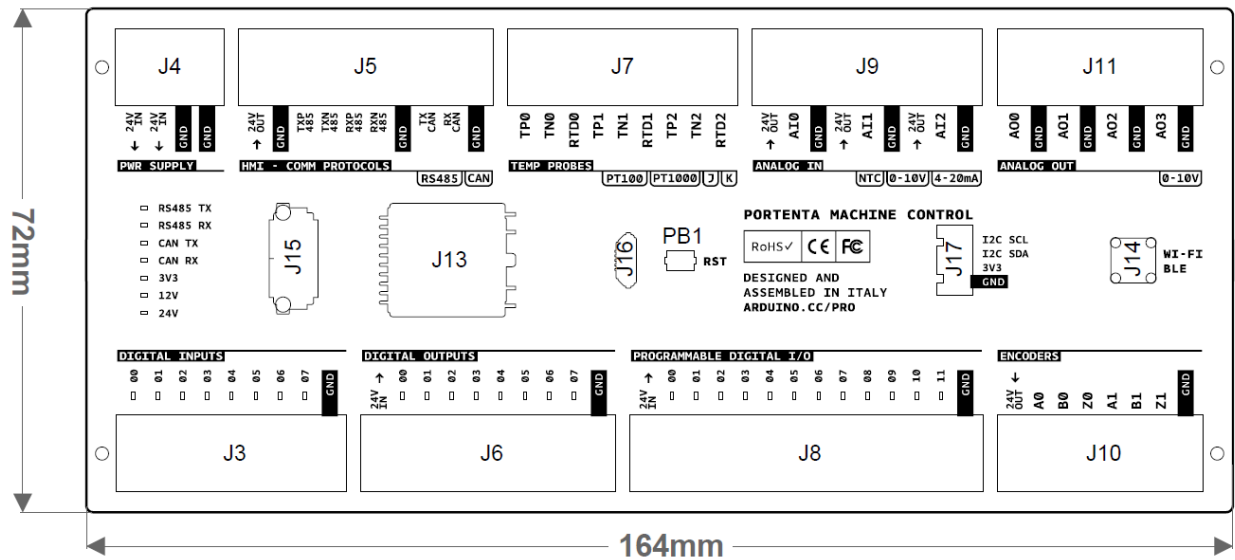 J4
J5
J7
J9
J11
24V IN
24V IN
GND
GND
24V OUT
GND
TXP 485
TXN 485
RXP 485
RXN 485
GND
TX CAN
RX CAN
GND
TP0
TN0
RTD0
TP1
TN1
RTD1
TP2
TN2
RTD2
→ 24V OUT
AI0
GND
→ 24V OUT
AI1
GND
→ 24V OUT
AI2
GND
AO0
GND
AO1
GND
AO2
GND
AO3
GND
PWR SUPPLY
HMI - COMM PROTOCOLS
TEMP PROBES
ANALOG IN
ANALOG OUT
RS485 CAN
PT100 PT1000 J K
NTC 0-10V 4-20mA
0-10V
RS485 TX
RS485 RX
CAN TX
CAN RX
3V3
12V
24V
J15
J13
J16
PB1
RST
PORTENTA MACHINE CONTROL
RoHS✓ CE FC
DESIGNED AND
ASSEMBLED IN ITALY
ARDUINO.CC/PRO
J17
I2C SCL
I2C SDA
3V3
GND
J14
WI-FI
BLE
72mm
DIGITAL INPUTS
DIGITAL OUTPUTS
PROGRAMMABLE DIGITAL I/O
ENCODERS
00 01 02 03 04 05 06 07 GND
24V IN 00 01 02 03 04 05 06 07 GND
24V IN 00 01 02 03 04 05 06 07 08 09 10 11 GND
24V OUT A0 B0 Z0 A1 B1 Z1 GND
J3
J6
J8
J10
164mm